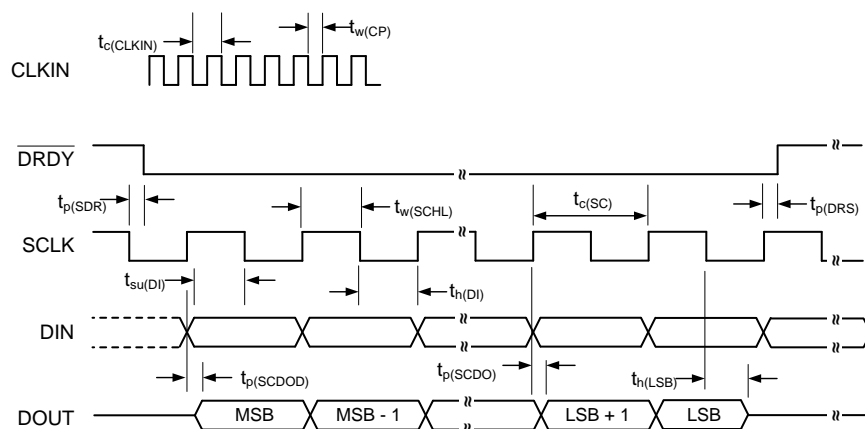 tc(CLKIN)
tw(CP)
CLKIN
DRDY
tp(SDR)
tw(SCHL)
tc(SC)
tp(DRS)
SCLK
tsu(DI)
th(DI)
DIN
tp(SCDOD)
tp(SCDO)
th(LSB)
DOUT
MSB
MSB - 1
LSB + 1
LSB